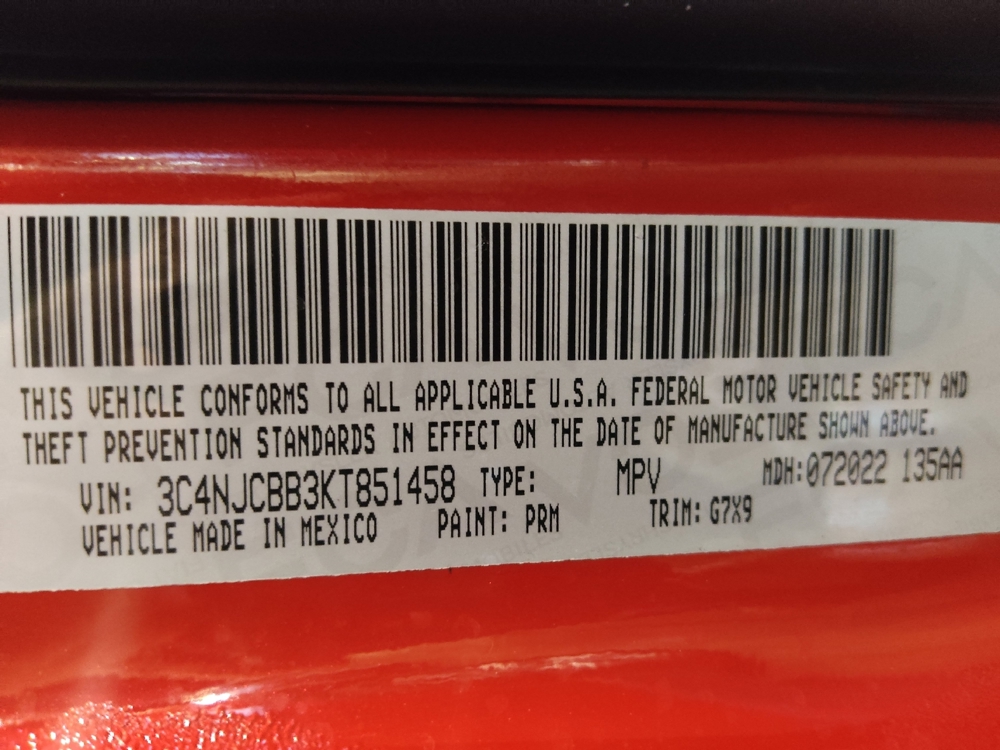 THIS VEHICLE CONFORMS TO ALL APPLICABLE U.S.A. FEDERAL MOTOR VEHICLE SAFETY AND
THEFT PREVENTION STANDARDS IN EFFECT ON THE DATE OF MANUFACTURE SHOWN ABOVE.
VIN: 3C4NJCBB3KT851458 TYPE: MPV MDH:072022 135AA
VEHICLE MADE IN MEXICO PAINT: PRM TRIM: G7X9